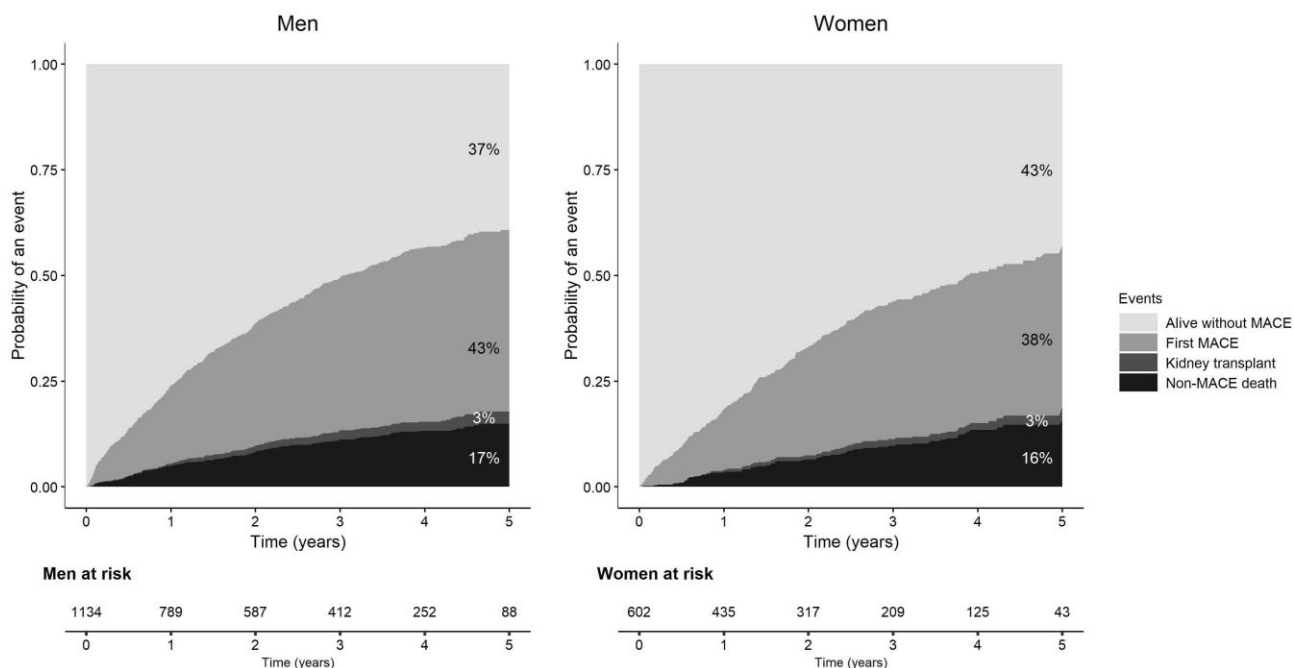 Men
Probability of an event
1.00
0.75
0.50
0.25
0.00
37%
43%
3%
17%
0 1 2 3 4 5
Time (years)
Men at risk
1134 789 587 412 252 88
0 1 2 3 4 5
Time (years)
Women
Probability of an event
1.00
0.75
0.50
0.25
0.00
43%
38%
3%
16%
0 1 2 3 4 5
Time (years)
Women at risk
602 435 317 209 125 43
0 1 2 3 4 5
Time (years)
Events
Alive without MACE
First MACE
Kidney transplant
Non-MACE death